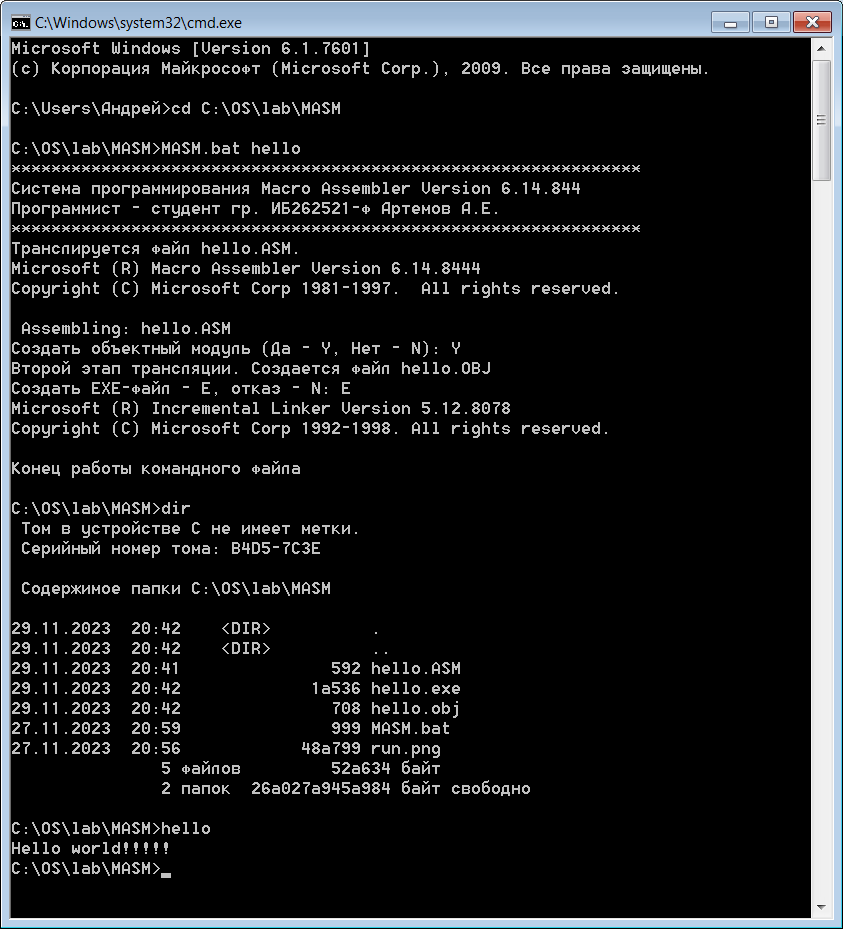 C:\Windows\system32\cmd.exe
Microsoft Windows [Version 6.1.7601]
(c) Корпорация Майкрософт (Microsoft Corp.), 2009. Все права защищены.
C:\Users\Андрей>cd C:\OS\lab\MASM
C:\OS\lab\MASM>MASM.bat hello
***************************************************************
Система программирования Macro Assembler Version 6.14.844
Программист - студент гр. ИБ262521-ф Артемов А.Е.
***************************************************************
Транслируется файл hello.ASM.
Microsoft (R) Macro Assembler Version 6.14.8444
Copyright (C) Microsoft Corp 1981-1997.  All rights reserved.
 Assembling: hello.ASM
Создать объектный модуль (Да - Y, Нет - N): Y
Второй этап трансляции. Создается файл hello.OBJ
Создать EXE-файл - E, отказ - N: E
Microsoft (R) Incremental Linker Version 5.12.8078
Copyright (C) Microsoft Corp 1992-1998. All rights reserved.
Конец работы командного файла
C:\OS\lab\MASM>dir
 Том в устройстве C не имеет метки.
 Серийный номер тома: B4D5-7C3E
 Содержимое папки C:\OS\lab\MASM
29.11.2023  20:42    <DIR>          .
29.11.2023  20:42    <DIR>          ..
29.11.2023  20:41               592 hello.ASM
29.11.2023  20:42             1а536 hello.exe
29.11.2023  20:42               708 hello.obj
27.11.2023  20:59               999 MASM.bat
27.11.2023  20:56            48а799 run.png
               5 файлов         52а634 байт
               2 папок  26а027а945а984 байт свободно
C:\OS\lab\MASM>hello
Hello world!!!!!
C:\OS\lab\MASM>_